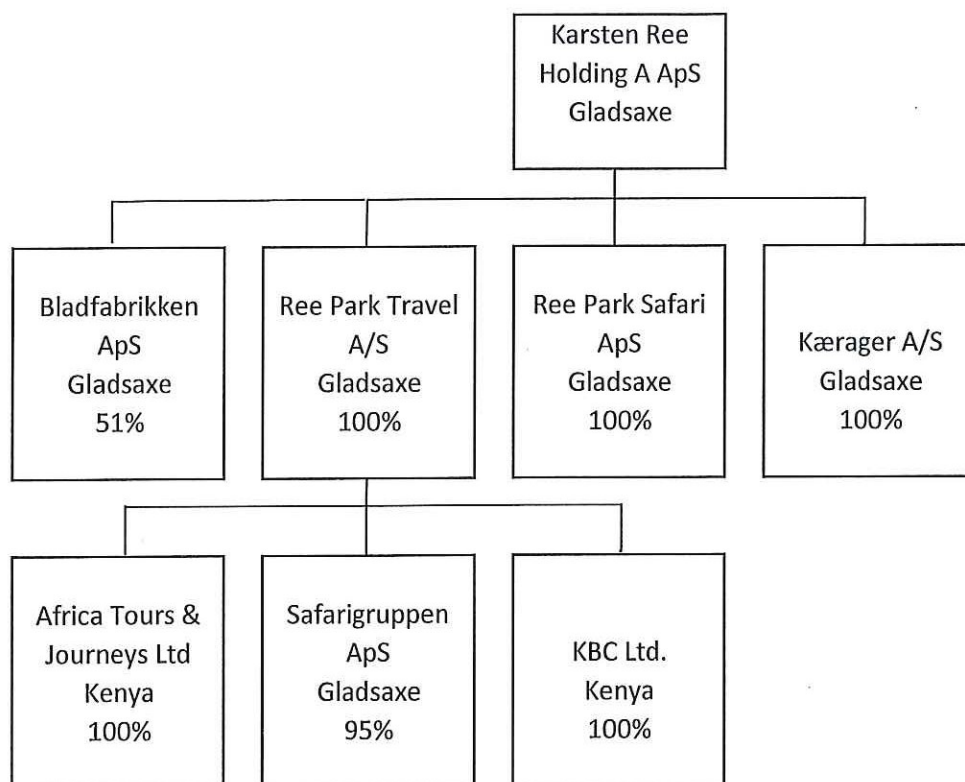 Karsten Ree
Holding A ApS
Gladsaxe
Bladfabrikken
ApS
Gladsaxe
51%
Ree Park Travel
A/S
Gladsaxe
100%
Ree Park Safari
ApS
Gladsaxe
100%
Kærager A/S
Gladsaxe
100%
Africa Tours &
Journeys Ltd
Kenya
100%
Safarigruppen
ApS
Gladsaxe
95%
KBC Ltd.
Kenya
100%